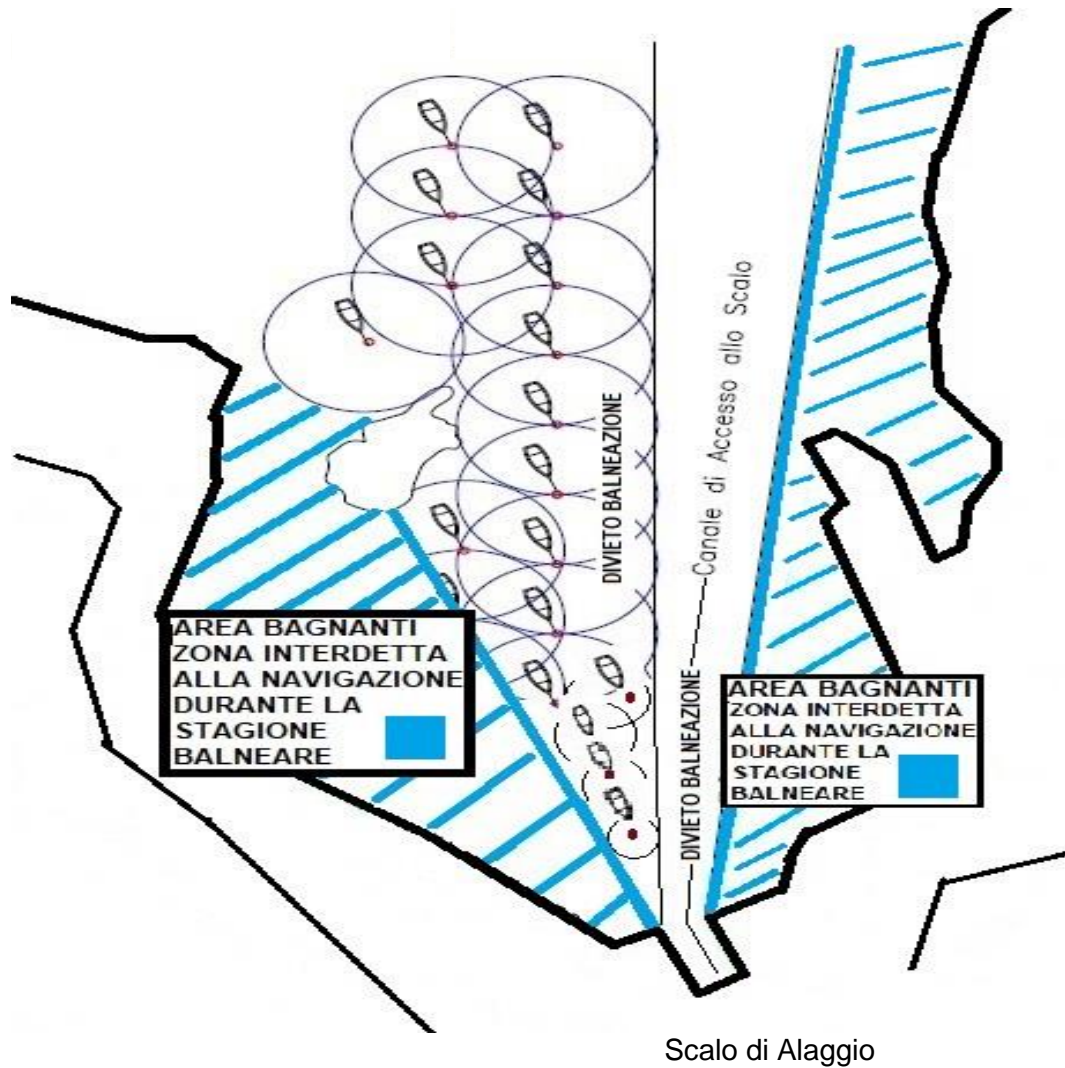 Canale di Accesso allo Scalo
DIVIETO BALNEAZIONE
AREA BAGNANTI
ZONA INTERDETTA
ALLA NAVIGAZIONE
DURANTE LA
STAGIONE
BALNEARE
DIVIETO BALNEAZIONE
AREA BAGNANTI
ZONA INTERDETTA
ALLA NAVIGAZIONE
DURANTE LA
STAGIONE
BALNEARE
Scalo di Alaggio